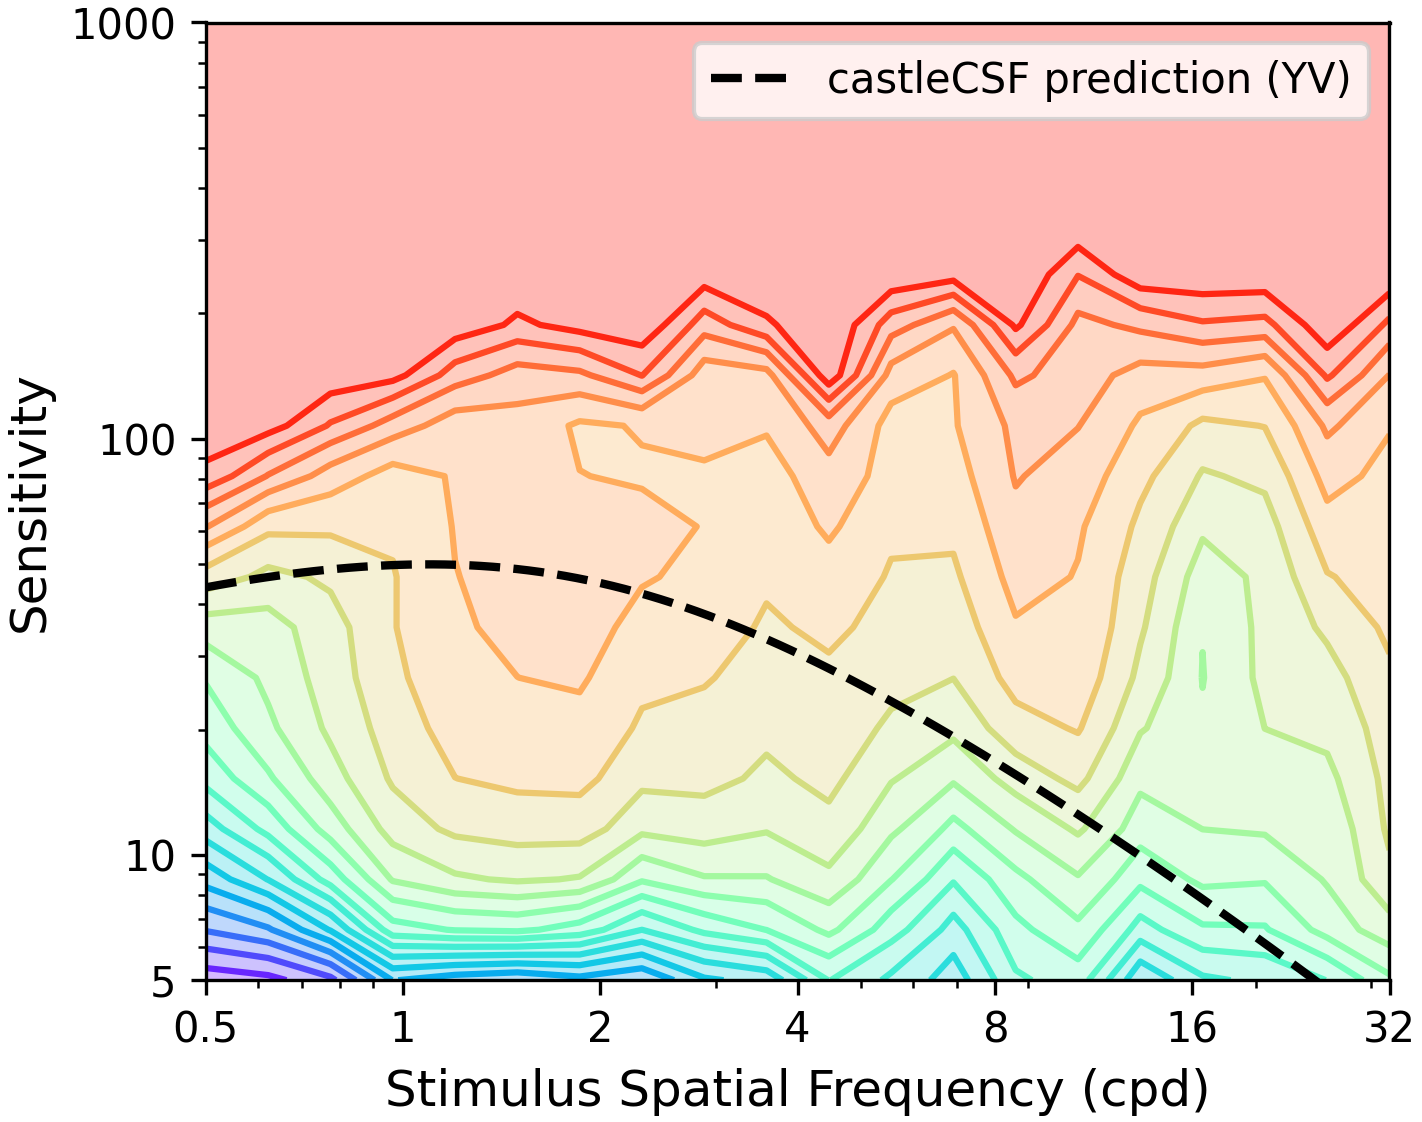 1000
castleCSF prediction (YV)
Sensitivity
100
10
5
0.5 1 2 4 8 16 32
Stimulus Spatial Frequency (cpd)